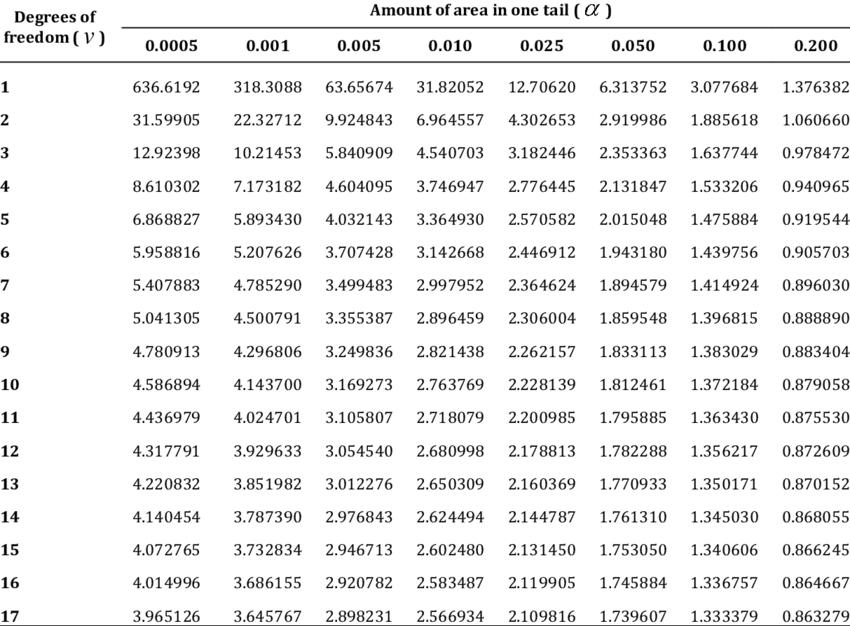 Degrees of freedom ( ν ) Amount of area in one tail ( α )
0.0005 0.001 0.005 0.010 0.025 0.050 0.100 0.200
1 636.6192 318.3088 63.65674 31.82052 12.70620 6.313752 3.077684 1.376382
2 31.59905 22.32712 9.924843 6.964557 4.302653 2.919986 1.885618 1.060660
3 12.92398 10.21453 5.840909 4.540703 3.182446 2.353363 1.637744 0.978472
4 8.610302 7.173182 4.604095 3.746947 2.776445 2.131847 1.533206 0.940965
5 6.868827 5.893430 4.032143 3.364930 2.570582 2.015048 1.475884 0.919544
6 5.958816 5.207626 3.707428 3.142668 2.446912 1.943180 1.439756 0.905703
7 5.407883 4.785290 3.499483 2.997952 2.364624 1.894579 1.414924 0.896030
8 5.041305 4.500791 3.355387 2.896459 2.306004 1.859548 1.396815 0.888890
9 4.780913 4.296806 3.249836 2.821438 2.262157 1.833113 1.383029 0.883404
10 4.586894 4.143700 3.169273 2.763769 2.228139 1.812461 1.372184 0.879058
11 4.436979 4.024701 3.105807 2.718079 2.200985 1.795885 1.363430 0.875530
12 4.317791 3.929633 3.054540 2.680998 2.178813 1.782288 1.356217 0.872609
13 4.220832 3.851982 3.012276 2.650309 2.160369 1.770933 1.350171 0.870152
14 4.140454 3.787390 2.976843 2.624494 2.144787 1.761310 1.345030 0.868055
15 4.072765 3.732834 2.946713 2.602480 2.131450 1.753050 1.340606 0.866245
16 4.014996 3.686155 2.920782 2.583487 2.119905 1.745884 1.336757 0.864667
17 3.965126 3.645767 2.898231 2.566934 2.109816 1.739607 1.333379 0.863279